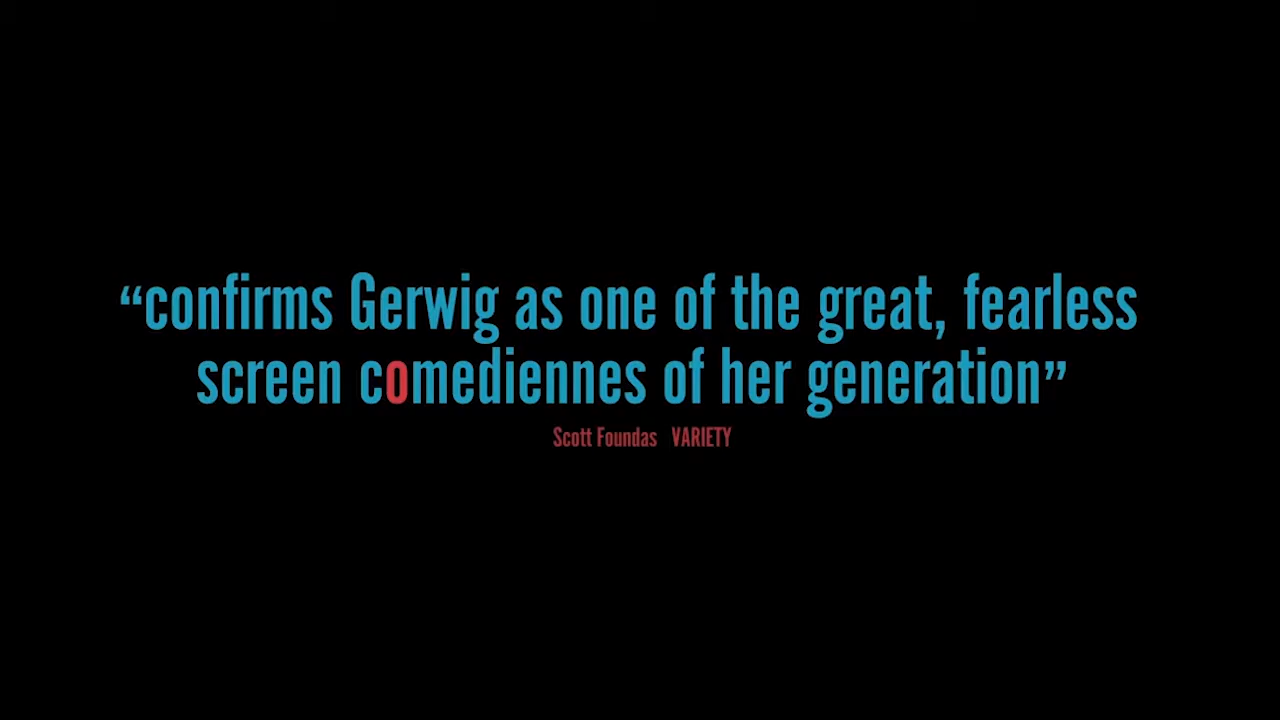 “confirms Gerwig as one of the great, fearless
screen comediennes of her generation”
Scott Foundas VARIETY